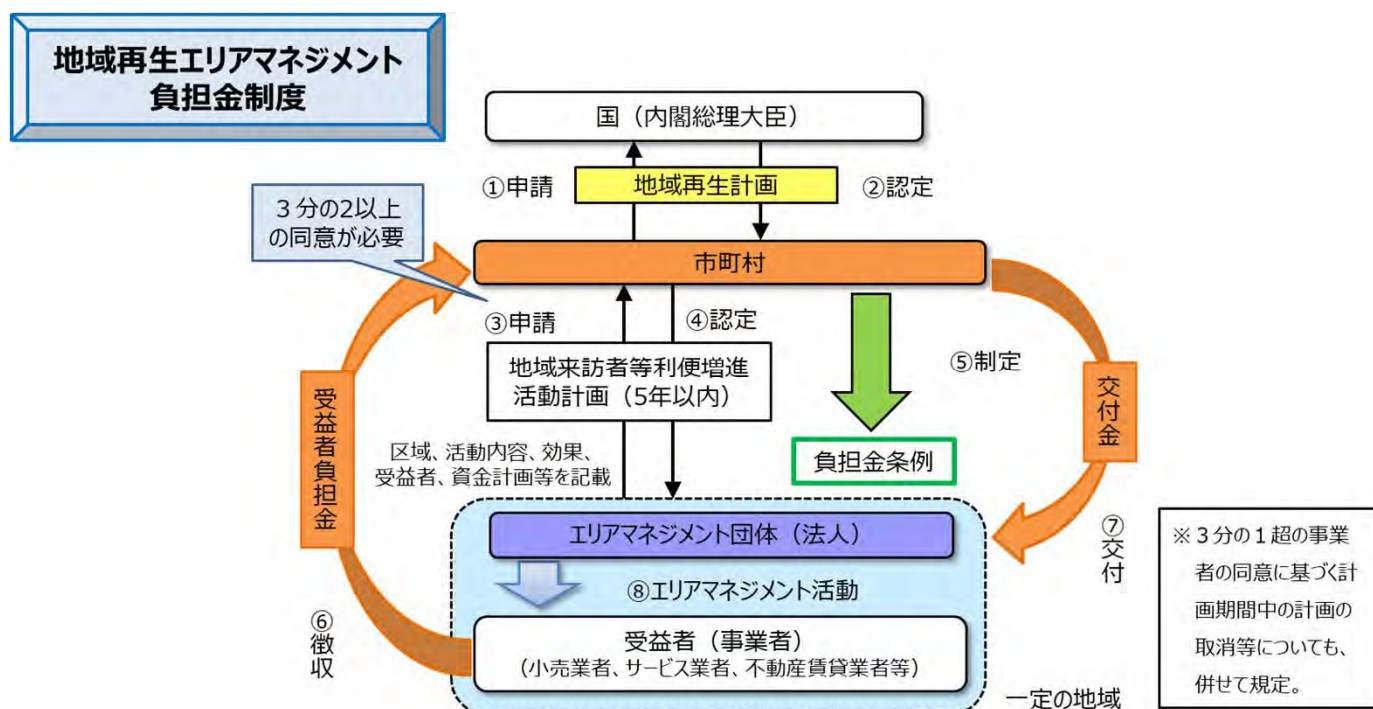 地域再生エリアマネジメント
負担金制度
国（内閣総理大臣）
①申請
地域再生計画
②認定
３分の2以上
の同意が必要
市町村
③申請
④認定
地域来訪者等利便増進
活動計画（5年以内）
⑤制定
区域、活動内容、効果、
受益者、資金計画等を記載
負担金条例
受益者負担金
交付金
エリアマネジメント団体（法人）
⑧エリアマネジメント活動
受益者（事業者）
（小売業者、サービス業者、不動産賃貸業者等）
⑥徴収
⑦交付
一定の地域
※３分の１超の事業
者の同意に基づく計
画期間中の計画の
取消等についても、
併せて規定。